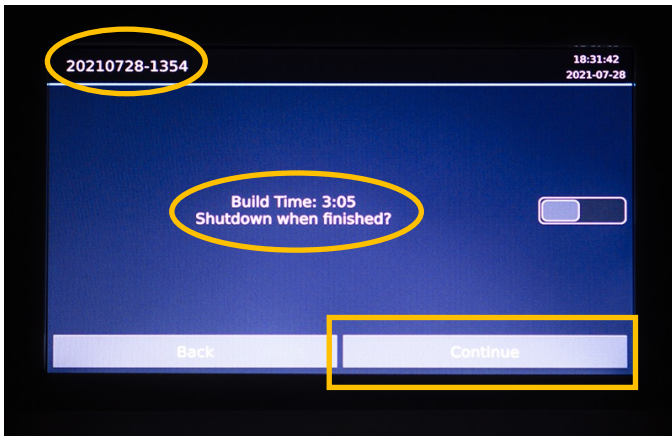 20210728-1354
18:31:42
2021-07-28
Build Time: 3:05
Shutdown when finished?
Back
Continue